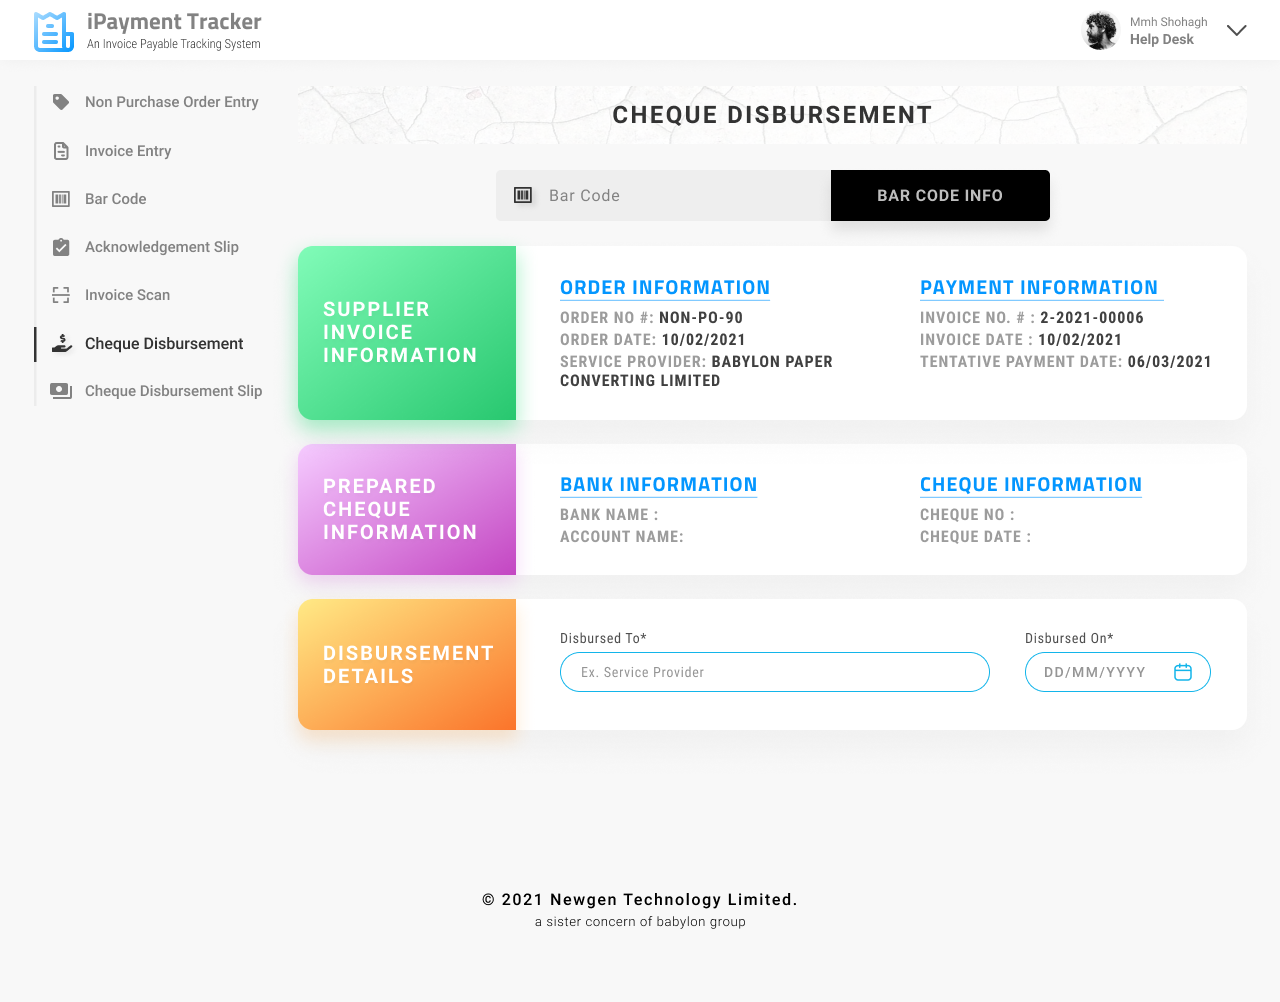 iPayment Tracker
An Invoice Payable Tracking System
Mmh Shohagh
Help Desk
Non Purchase Order Entry
Invoice Entry
Bar Code
Acknowledgement Slip
Invoice Scan
Cheque Disbursement
Cheque Disbursement Slip
CHEQUE DISBURSEMENT
Bar Code
BAR CODE INFO
SUPPLIER
INVOICE
INFORMATION
ORDER INFORMATION
ORDER NO #: NON-PO-90
ORDER DATE: 10/02/2021
SERVICE PROVIDER: BABYLON PAPER
CONVERTING LIMITED
PAYMENT INFORMATION
INVOICE NO. # : 2-2021-00006
INVOICE DATE : 10/02/2021
TENTATIVE PAYMENT DATE: 06/03/2021
PREPARED
CHEQUE
INFORMATION
BANK INFORMATION
BANK NAME :
ACCOUNT NAME:
CHEQUE INFORMATION
CHEQUE NO :
CHEQUE DATE :
DISBURSEMENT
DETAILS
Disbursed To*
Ex. Service Provider
Disbursed On*
DD/MM/YYYY
© 2021 Newgen Technology Limited.
a sister concern of babylon group